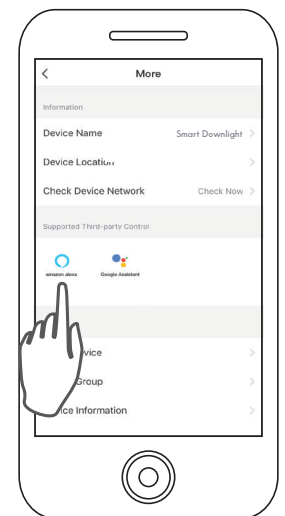 More
Information
Device Name Smart Downlight
Device Location
Check Device Network Check Now
Supported Third-party Control
amazon alexa Google Assistant
vice
Group
ice Information